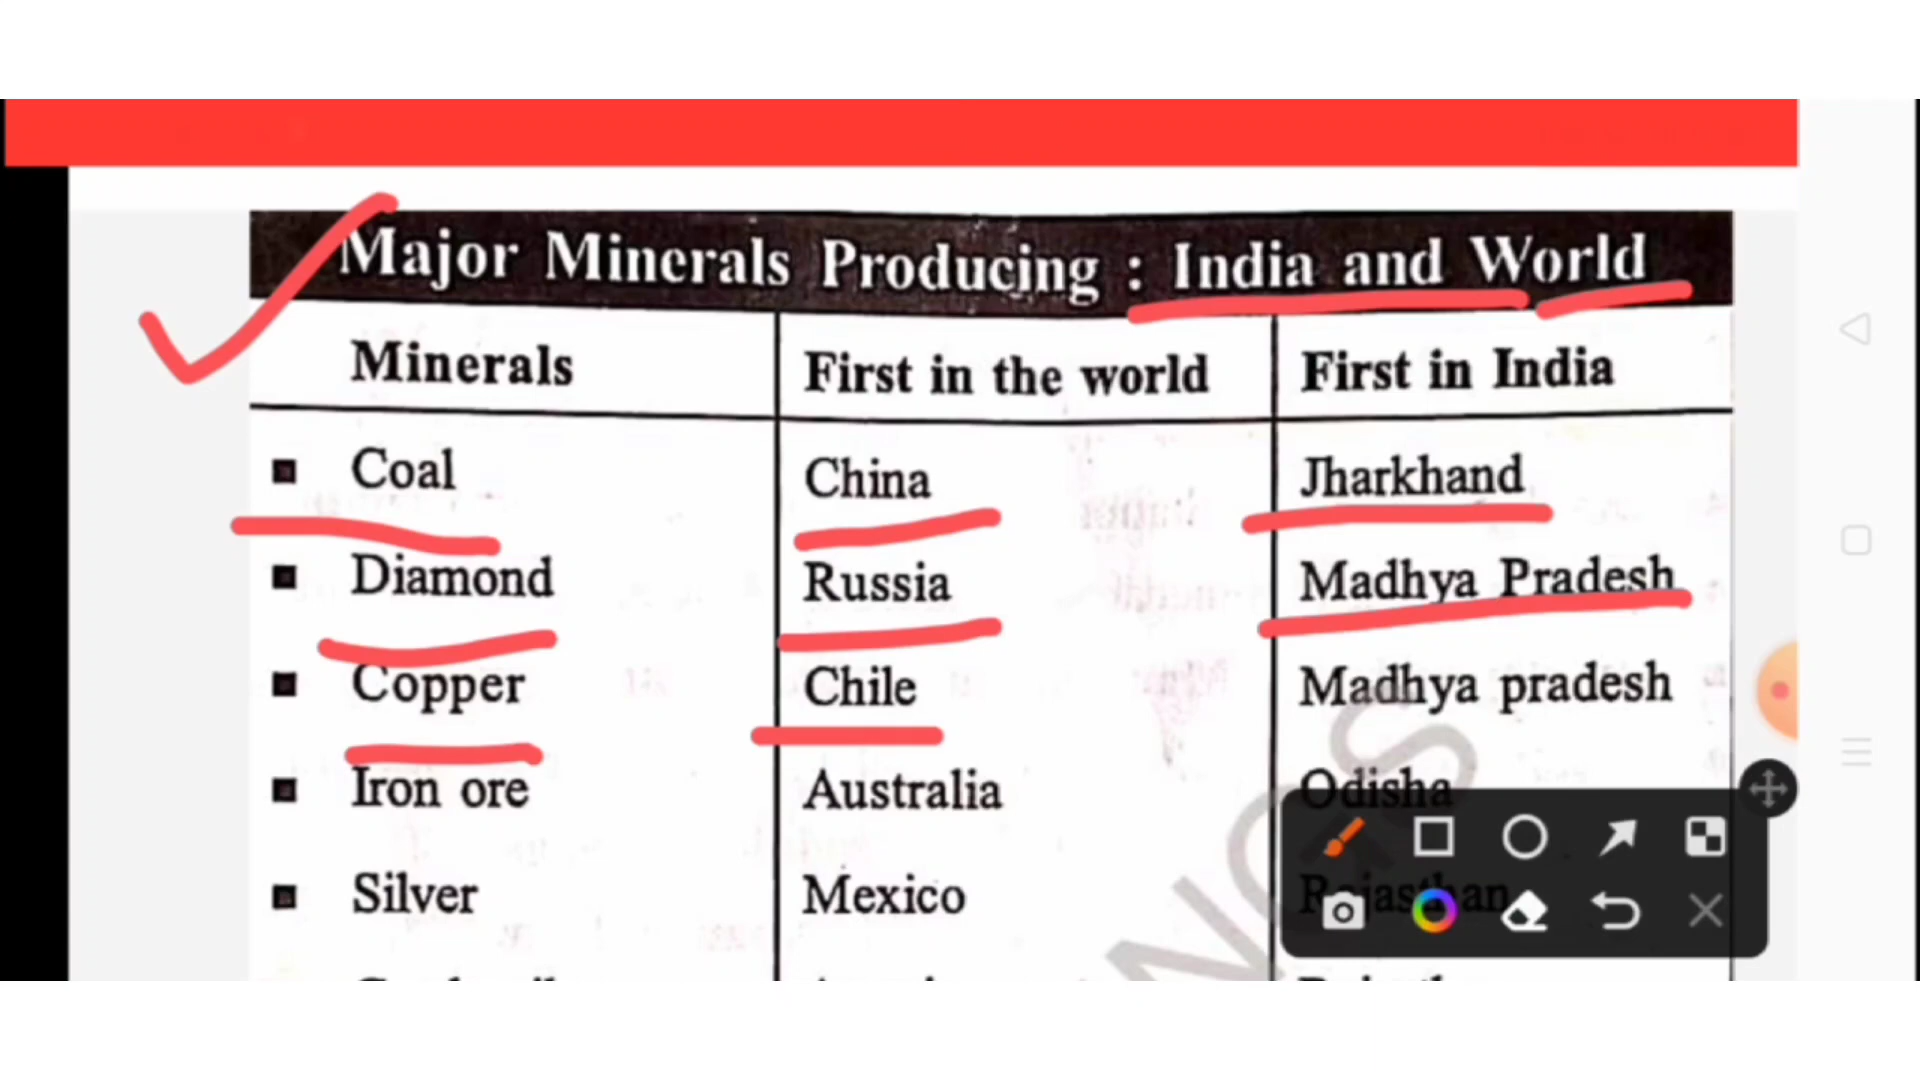 Major Minerals Producing : India and World
Minerals First in the world First in India
Coal China Jharkhand
Diamond Russia Madhya Pradesh
Copper Chile Madhya pradesh
Iron ore Australia Odisha
Silver Mexico Rajasthan